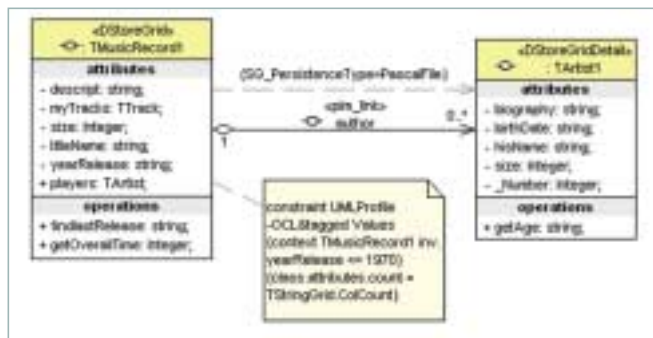 «DStoreGrid»
: TMusicRecord1
attributes
- descript: string;
- myTracks: TTrack;
- size: integer;
- titleName: string;
- yearRelease: string;
+ players: TArtist;
operations
+ findlastRelease: string;
+ getOverallTime: integer;
{SG_PersistenceType=PascalFile}
«pim_link»
author
1
0..*
«DStoreGridDetail»
: TArtist1
attributes
- biography: string;
- birthDate: string;
- hisName: string;
- size: integer;
- _Number: integer;
operations
+ getAge: string;
constraint UMLProfile
-OCL&tagged Values
{context TMusicRecord1 inv:
yearRelease <= 1970}
{class.attributes.count =
TStringGrid.ColCount}